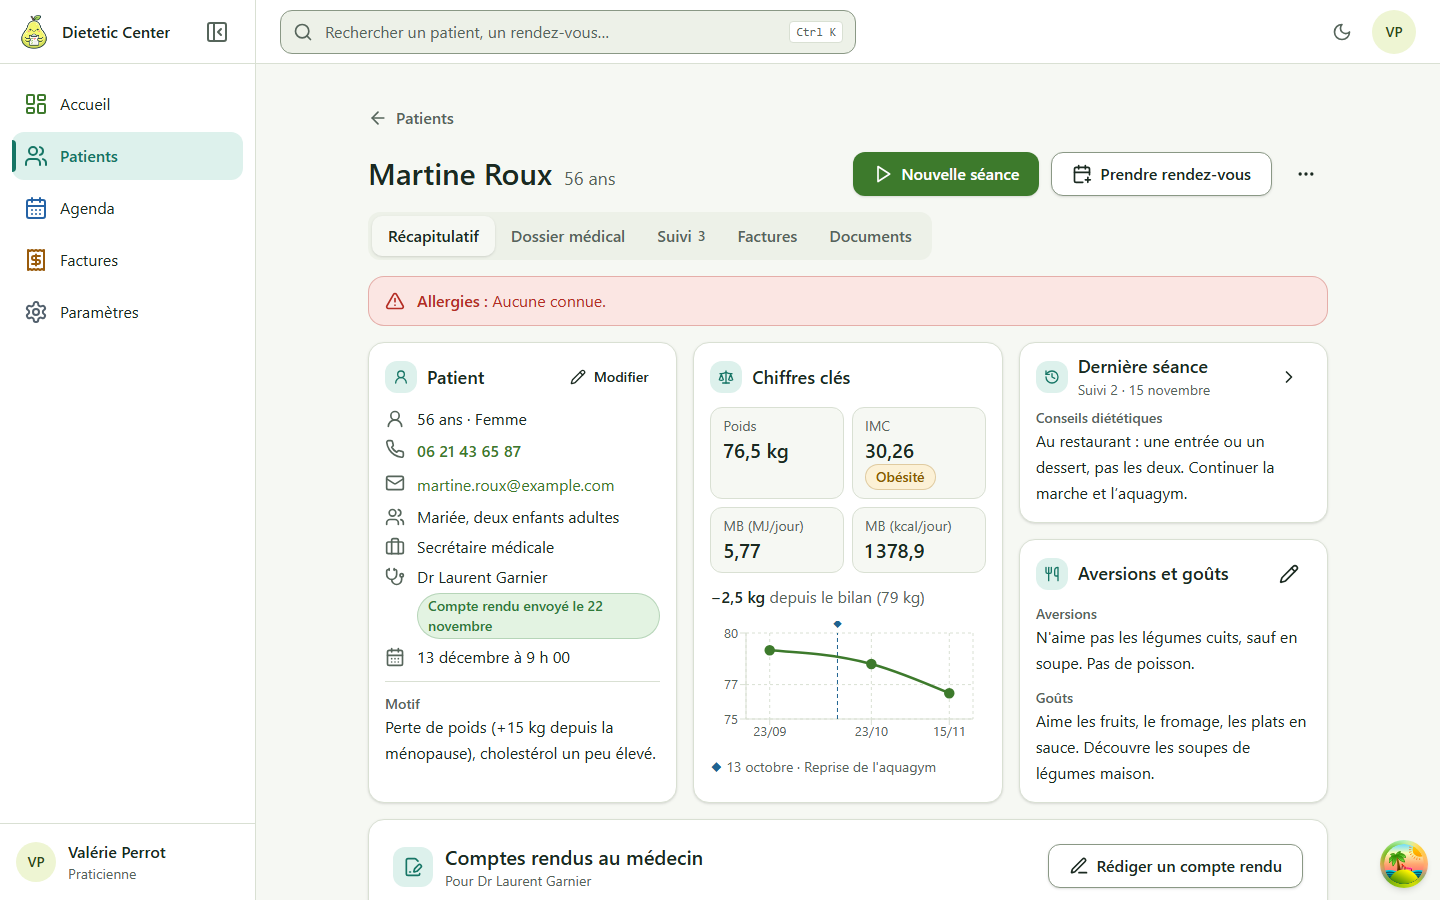 Dietetic Center
Rechercher un patient, un rendez-vous...
Ctrl K
VP
Accueil
Patients
Agenda
Factures
Paramètres
Patients
Martine Roux 56 ans
Nouvelle séance
Prendre rendez-vous
Récapitulatif
Dossier médical
Suivi 3
Factures
Documents
Allergies : Aucune connue.
Patient
Modifier
56 ans · Femme
06 21 43 65 87
martine.roux@example.com
Mariée, deux enfants adultes
Secrétaire médicale
Dr Laurent Garnier
Compte rendu envoyé le 22
novembre
13 décembre à 9 h 00
Motif
Perte de poids (+15 kg depuis la
ménopause), cholestérol un peu élevé.
Chiffres clés
Poids
76,5 kg
IMC
30,26
Obésité
MB (MJ/jour)
5,77
MB (kcal/jour)
1 378,9
−2,5 kg depuis le bilan (79 kg)
80
77
75
23/09
23/10
15/11
13 octobre · Reprise de l'aquagym
Dernière séance
Suivi 2 · 15 novembre
Conseils diététiques
Au restaurant : une entrée ou un
dessert, pas les deux. Continuer la
marche et l’aquagym.
Aversions et goûts
Aversions
N'aime pas les légumes cuits, sauf en
soupe. Pas de poisson.
Goûts
Aime les fruits, le fromage, les plats en
sauce. Découvre les soupes de
légumes maison.
Comptes rendus au médecin
Pour Dr Laurent Garnier
Rédiger un compte rendu
VP
Valérie Perrot
Praticienne